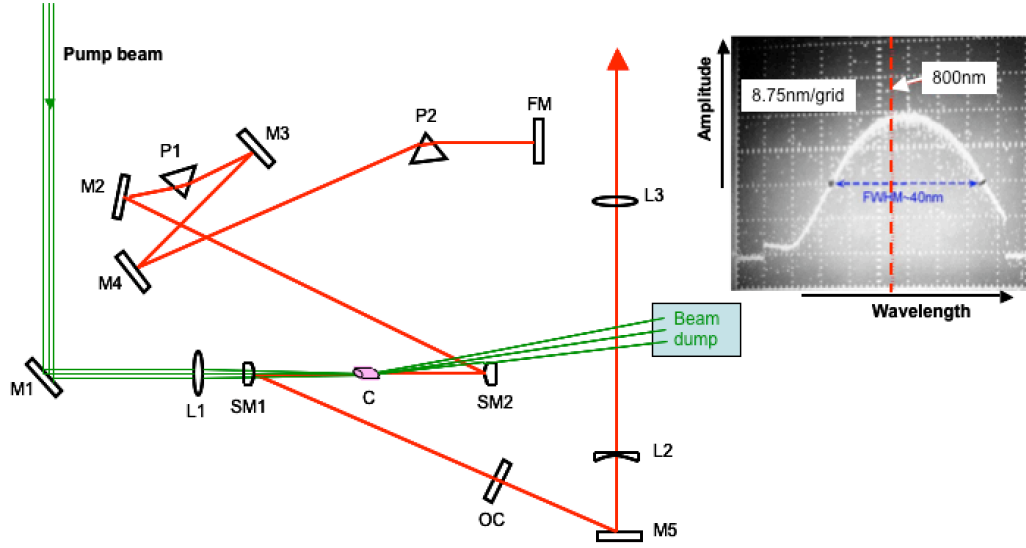 Pump beam
P1
M3
P2
FM
M2
M4
L3
Beam
dump
M1
L1
SM1
C
SM2
L2
OC
M5
Amplitude
8.75nm/grid
800nm
FWHM~40nm
Wavelength